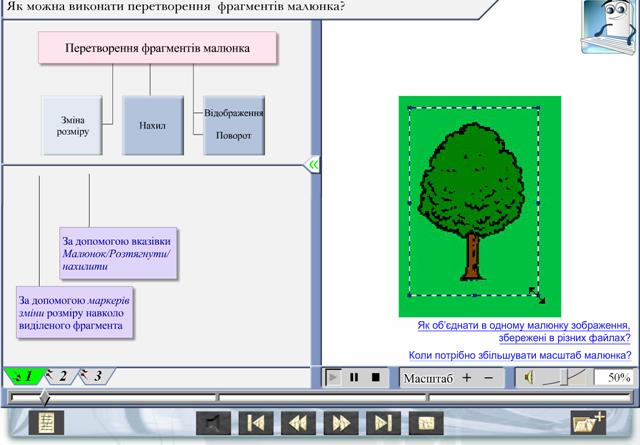 Як можна виконати перетворення фрагментів малюнка?
Перетворення фрагментів малюнка
Зміна
розміру
Нахил
Відображення
Поворот
За допомогою вказівки
Малюнок/Розтягнути/
нахилити
За допомогою маркерів
зміни розміру навколо
виділеного фрагмента
Як об'єднати в одному малюнку зображення,
збережені в різних файлах?
Коли потрібно збільшувати масштаб малюнка?
1 2 3
Масштаб + −
50%